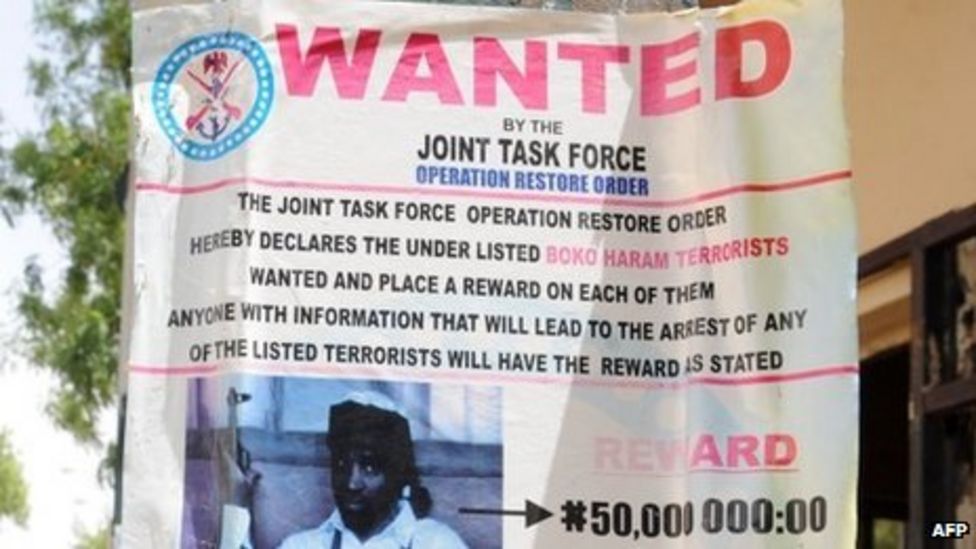 WANTED
BY THE
JOINT TASK FORCE
OPERATION RESTORE ORDER
THE JOINT TASK FORCE OPERATION RESTORE ORDER
HEREBY DECLARES THE UNDER LISTED BOKO HARAM TERRORISTS
WANTED AND PLACE A REWARD ON EACH OF THEM
ANYONE WITH INFORMATION THAT WILL LEAD TO THE ARREST OF ANY
OF THE LISTED TERRORISTS WILL HAVE THE REWARD AS STATED
REWARD
₦50,000 000:00
AFP